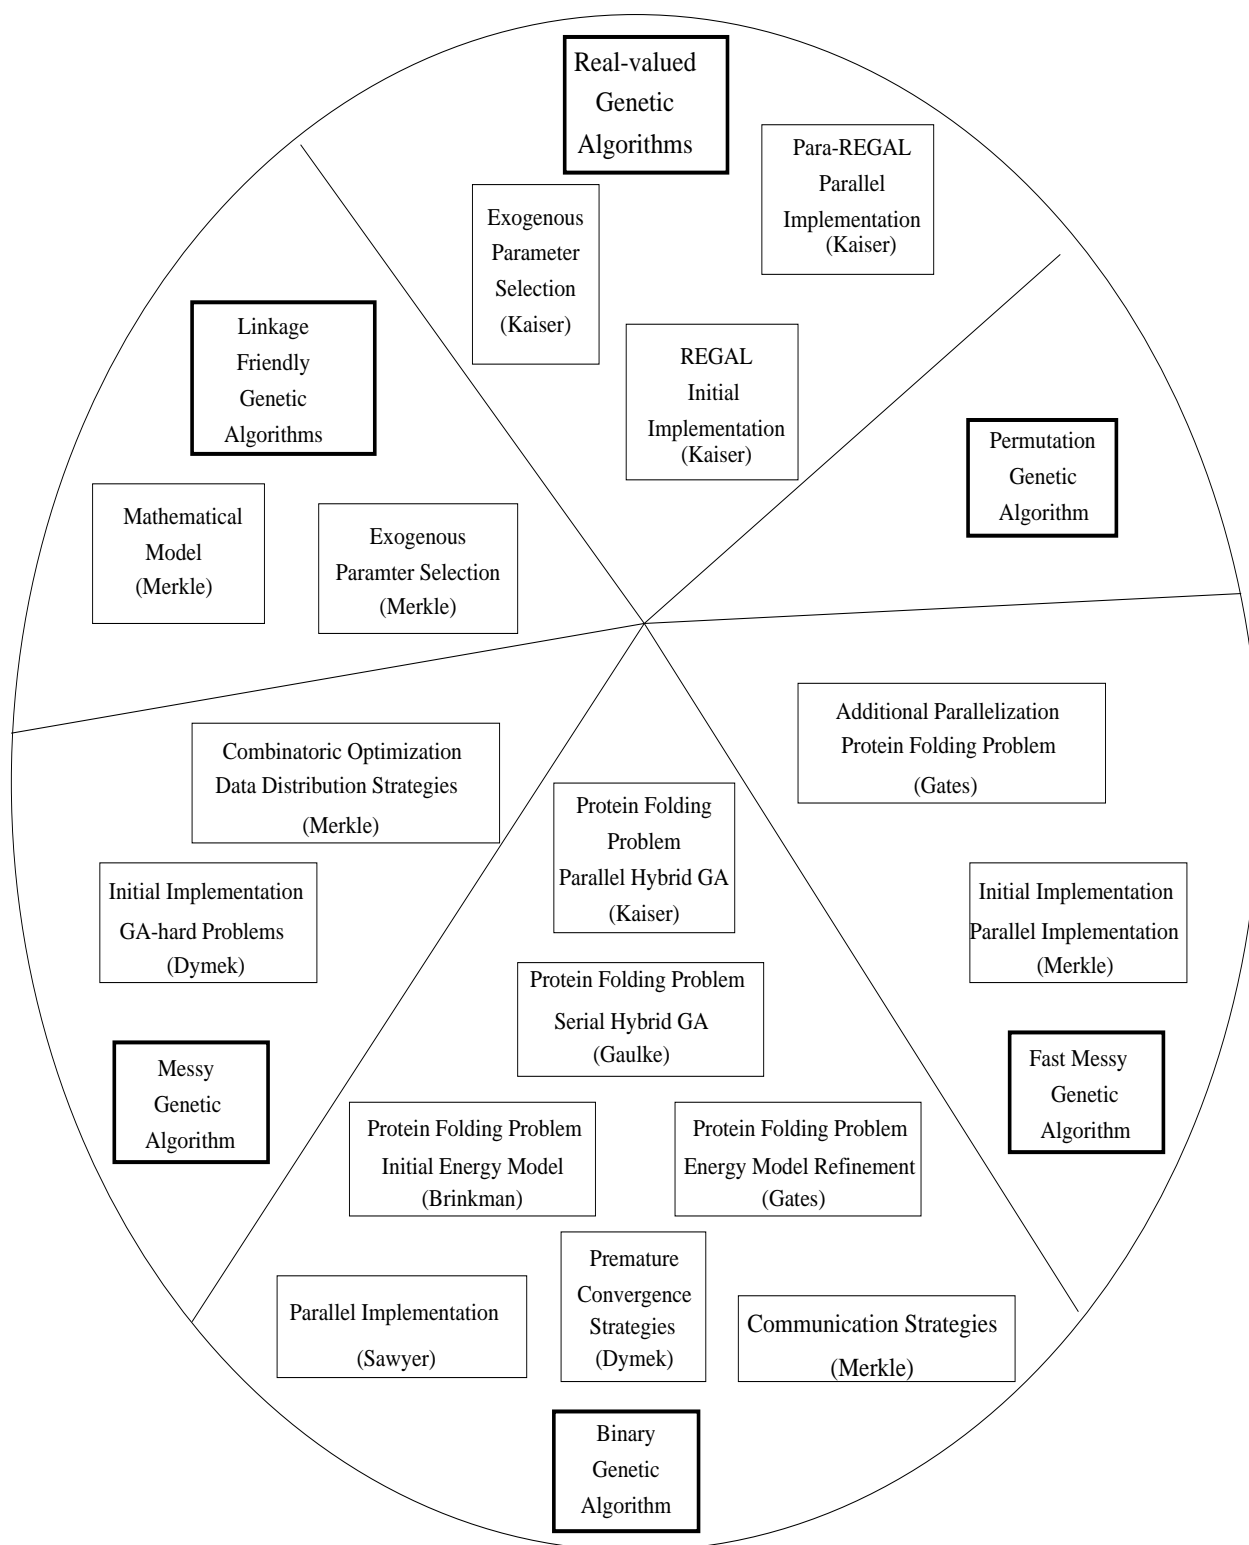 Real-valued
Genetic
Algorithms
Para-REGAL
Parallel
Implementation
(Kaiser)
Exogenous
Parameter
Selection
(Kaiser)
REGAL
Initial
Implementation
(Kaiser)
Linkage
Friendly
Genetic
Algorithms
Mathematical
Model
(Merkle)
Exogenous
Paramter Selection
(Merkle)
Permutation
Genetic
Algorithm
Combinatoric Optimization
Data Distribution Strategies
(Merkle)
Initial Implementation
GA-hard Problems
(Dymek)
Messy
Genetic
Algorithm
Additional Parallelization
Protein Folding Problem
(Gates)
Initial Implementation
Parallel Implementation
(Merkle)
Fast Messy
Genetic
Algorithm
Protein Folding
Problem
Parallel Hybrid GA
(Kaiser)
Protein Folding Problem
Serial Hybrid GA
(Gaulke)
Protein Folding Problem
Initial Energy Model
(Brinkman)
Protein Folding Problem
Energy Model Refinement
(Gates)
Parallel Implementation
(Sawyer)
Premature
Convergence
Strategies
(Dymek)
Communication Strategies
(Merkle)
Binary
Genetic
Algorithm